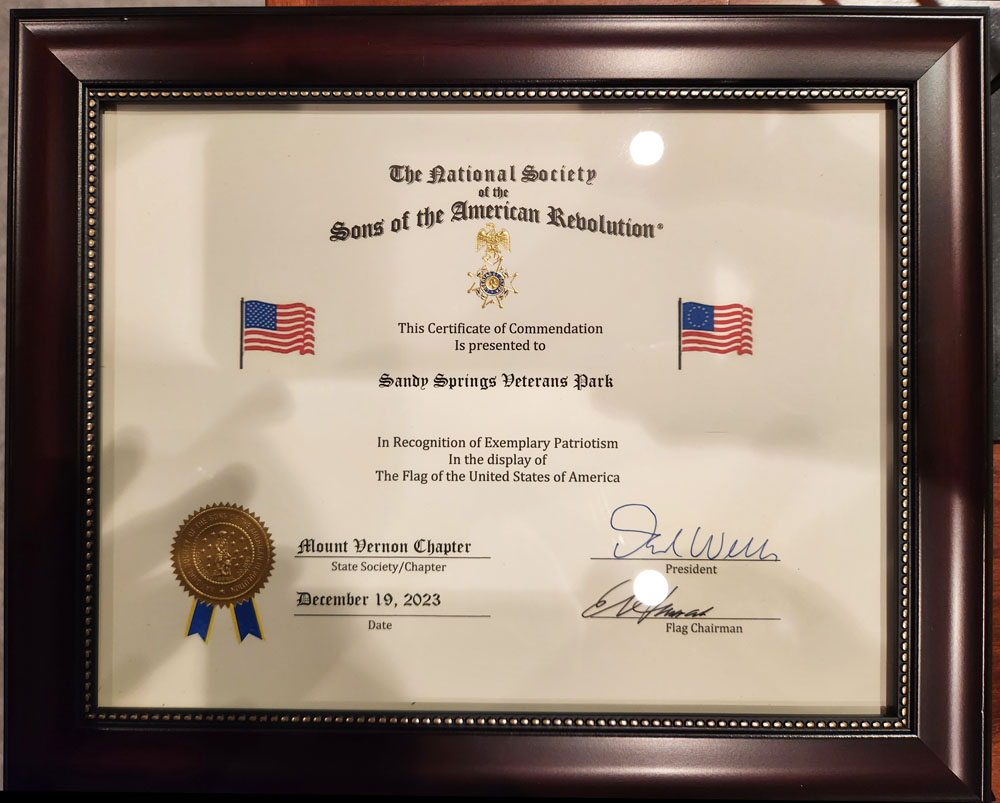 The National Society
of the
Sons of the American Revolution®
This Certificate of Commendation
Is presented to
Sandy Springs Veterans Park
In Recognition of Exemplary Patriotism
In the display of
The Flag of the United States of America
Mount Vernon Chapter
State Society/Chapter
President
December 19, 2023
Date
Flag Chairman